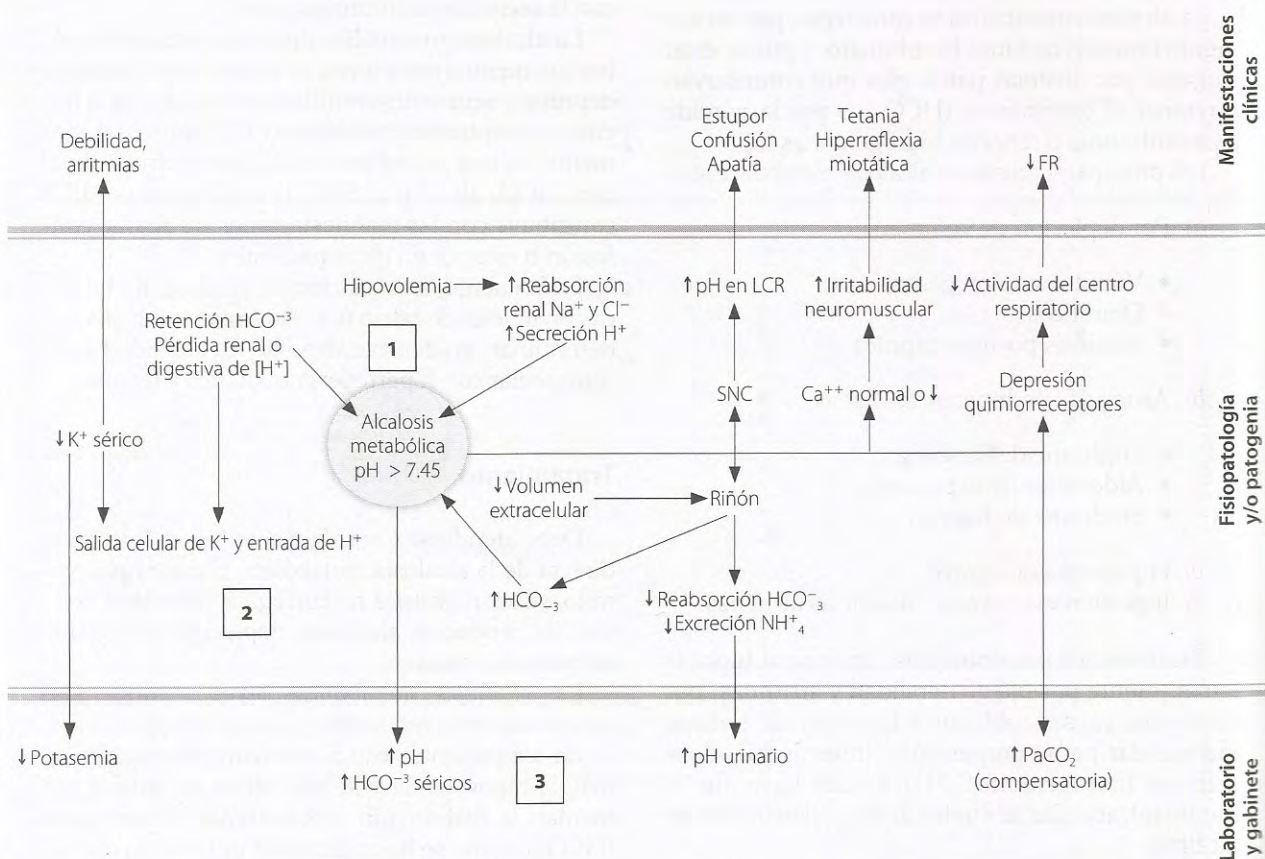 Debilidad,
arritmias
Estupor
Confusión
Apatía
Tetania
Hiperreflexia
miotática
↓FR
Manifestaciones
clínicas
Hipovolemia
↑Reabsorción
renal Na⁺ y Cl⁻
↑Secreción H⁺
Retención HCO⁻³
Pérdida renal o
digestiva de [H⁺]
Alcalosis
metabólica
pH > 7.45
↓K⁺ sérico
Salida celular de K⁺ y entrada de H⁺
2
↓Volumen
extracelular
↑HCO₋₃
↑pH en LCR
SNC
Riñón
↓Reabsorción HCO⁻₃.
↓Excreción NH⁺₄
↑Irritabilidad
neuromuscular
Ca⁺⁺ normal o↓
↓Actividad del centro
respiratorio
Depresión
quimiorreceptores
Fisiopatología
y/o patogenia
↓Potasemia
↑pH
↑HCO⁻³ séricos
3
↑pH urinario
↑PaCO₂
(compensatoria)
Laboratorio
y gabinete